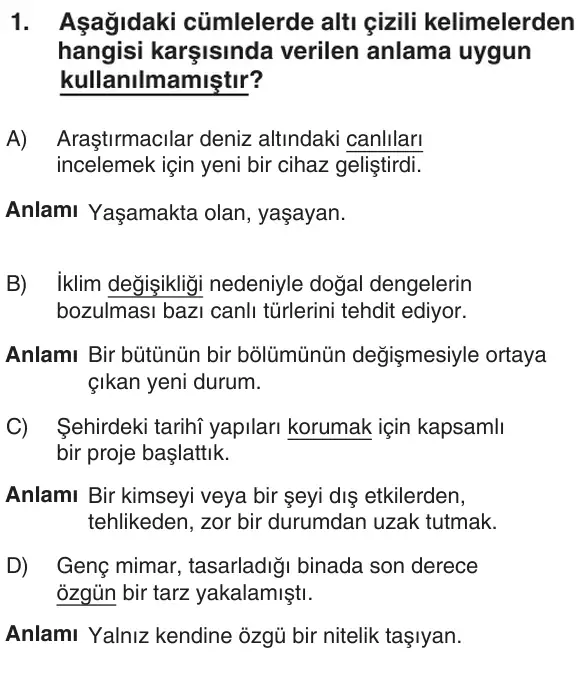 1. Aşağıdaki cümlelerde altı çizili kelimelerden
hangisi karşısında verilen anlama uygun
kullanılmamıştır?
A) Araştırmacılar deniz altındaki canlıları
incelemek için yeni bir cihaz geliştirdi.
Anlamı Yaşamakta olan, yaşayan.
B) İklim değişikliği nedeniyle doğal dengelerin
bozulması bazı canlı türlerini tehdit ediyor.
Anlamı Bir bütünün bir bölümünün değişmesiyle ortaya
çıkan yeni durum.
C) Şehirdeki tarihî yapıları korumak için kapsamlı
bir proje başlattık.
Anlamı Bir kimseyi veya bir şeyi dış etkilerden,
tehlikeden, zor bir durumdan uzak tutmak.
D) Genç mimar, tasarladığı binada son derece
özgün bir tarz yakalamıştı.
Anlamı Yalnız kendine özgü bir nitelik taşıyan.